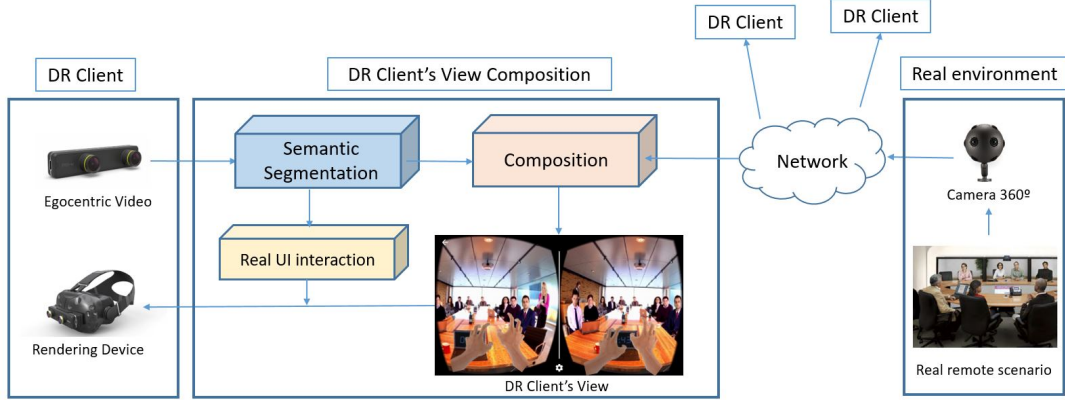 DR Client
DR Client
DR Client
DR Client's View Composition
Real environment
Semantic
Segmentation
Composition
Network
Egocentric Video
Camera 360º
Real UI interaction
Rendering Device
DR Client's View
Real remote scenario